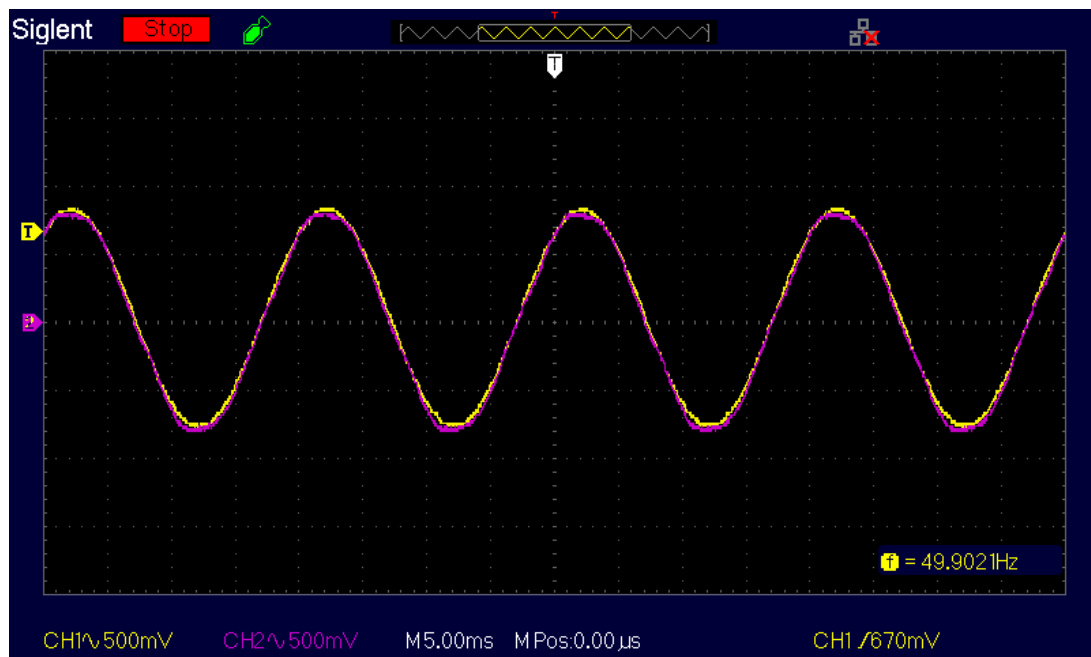 Siglent Stop
T
T
f = 49.9021Hz
CH1∿500mV CH2∿500mV M5.00ms MPos:0.00μs CH1 /670mV